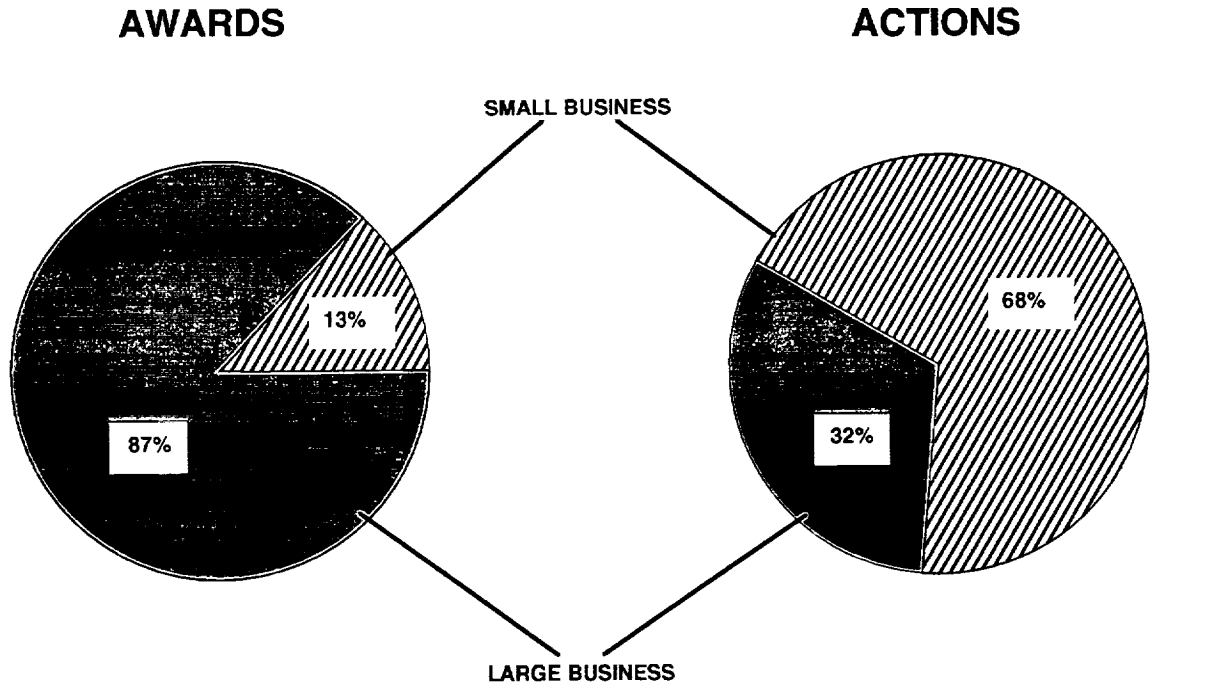 AWARDS
ACTIONS
SMALL BUSINESS
13%
87%
68%
32%
LARGE BUSINESS